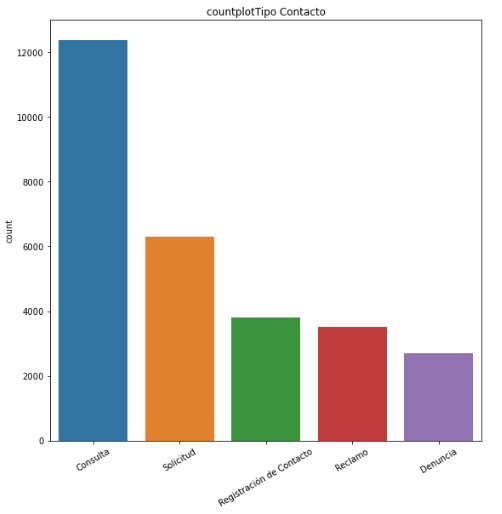 countplotTipo Contacto
12000
10000
8000
6000
4000
2000
0
count
Consulta
Solicitud
Registración de Contacto
Reclamo
Denuncia